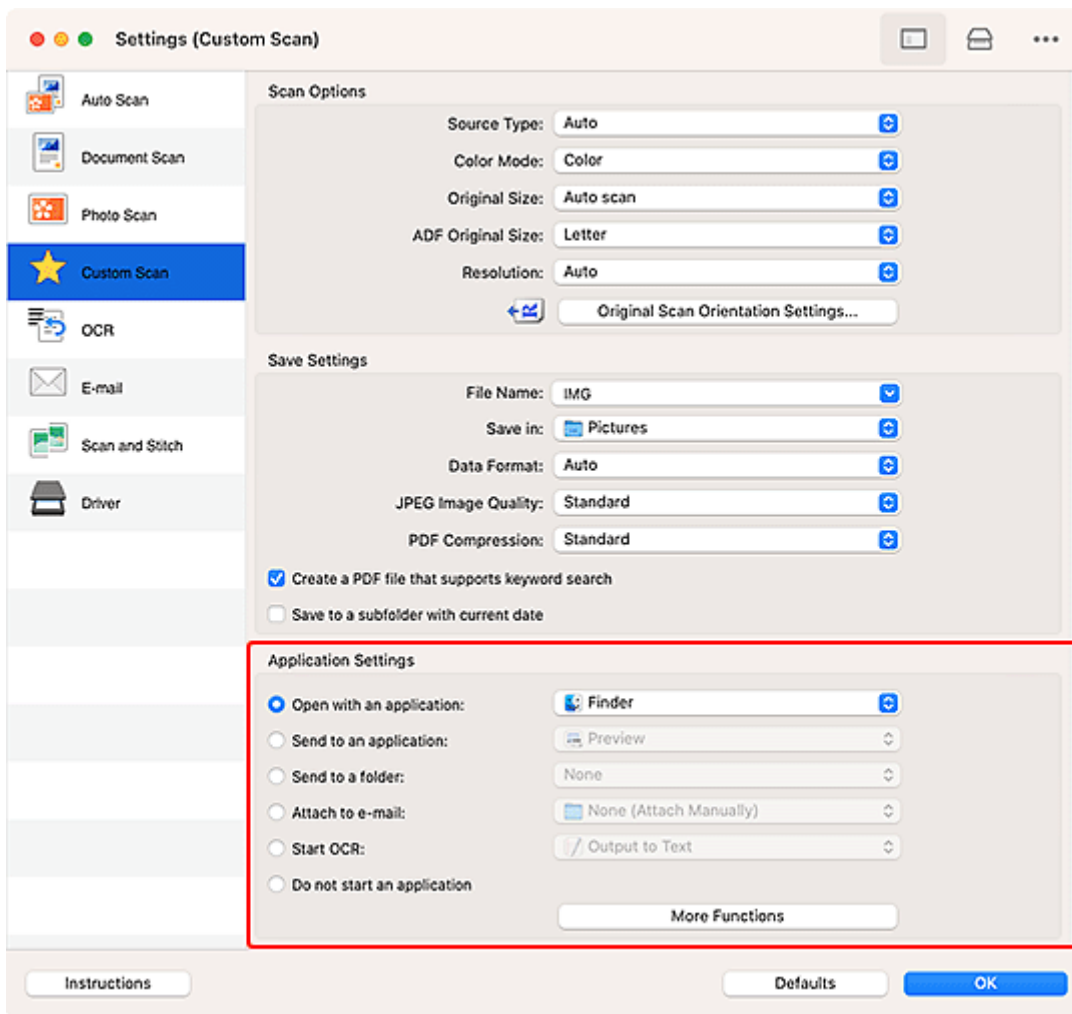 Settings (Custom Scan)
Auto Scan
Document Scan
Photo Scan
Custom Scan
OCR
E-mail
Scan and Stitch
Driver
Scan Options
Source Type: Auto
Color Mode: Color
Original Size: Auto scan
ADF Original Size: Letter
Resolution: Auto
Original Scan Orientation Settings...
Save Settings
File Name: IMG
Save in: Pictures
Data Format: Auto
JPEG Image Quality: Standard
PDF Compression: Standard
Create a PDF file that supports keyword search
Save to a subfolder with current date
Application Settings
Open with an application: Finder
Send to an application: Preview
Send to a folder: None
Attach to e-mail: None (Attach Manually)
Start OCR: Output to Text
Do not start an application
More Functions
Instructions Defaults OK